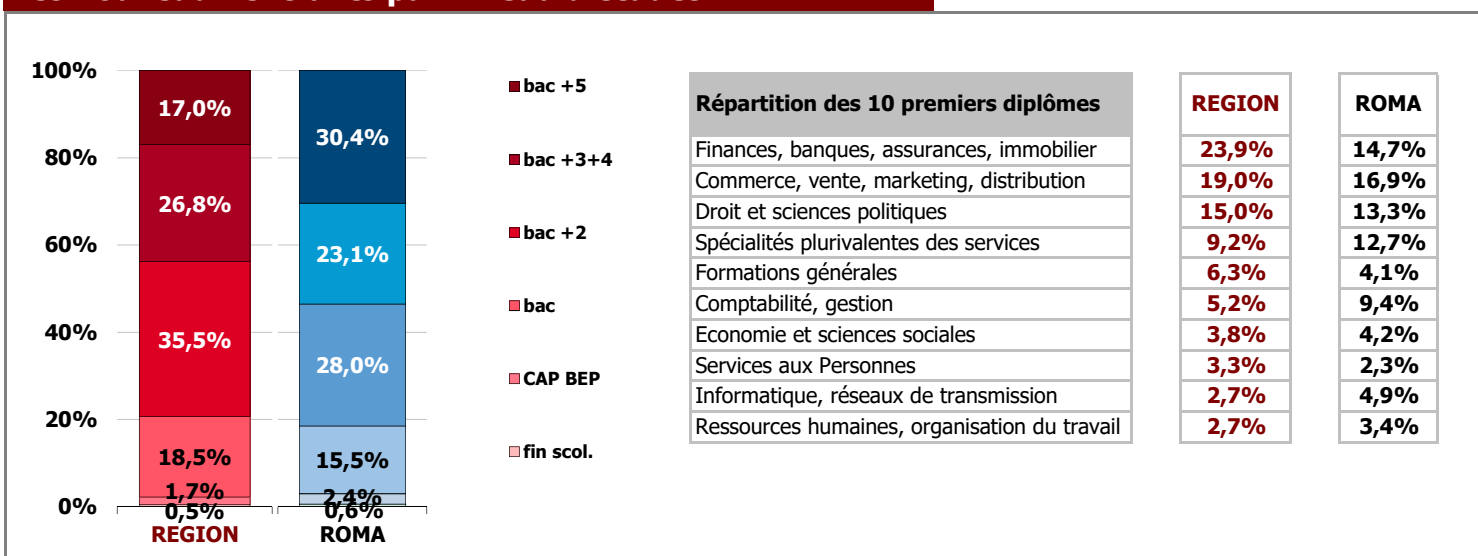 100%
80%
60%
40%
20%
0%
17,0%
26,8%
35,5%
18,5%
1,7%
0,5%
REGION
30,4%
23,1%
28,0%
15,5%
2,4%
0,6%
ROMA
bac +5
bac +3+4
bac +2
bac
CAP BEP
fin scol.
Répartition des 10 premiers diplômes REGION ROMA
Finances, banques, assurances, immobilier 23,9% 14,7%
Commerce, vente, marketing, distribution 19,0% 16,9%
Droit et sciences politiques 15,0% 13,3%
Spécialités plurivalentes des services 9,2% 12,7%
Formations générales 6,3% 4,1%
Comptabilité, gestion 5,2% 9,4%
Economie et sciences sociales 3,8% 4,2%
Services aux Personnes 3,3% 2,3%
Informatique, réseaux de transmission 2,7% 4,9%
Ressources humaines, organisation du travail 2,7% 3,4%